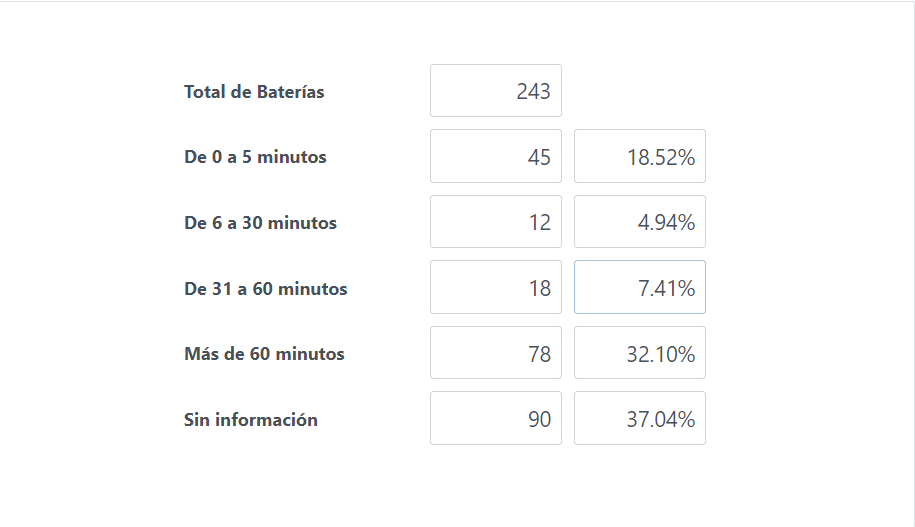 Total de Baterías 243
De 0 a 5 minutos 45 18.52%
De 6 a 30 minutos 12 4.94%
De 31 a 60 minutos 18 7.41%
Más de 60 minutos 78 32.10%
Sin información 90 37.04%